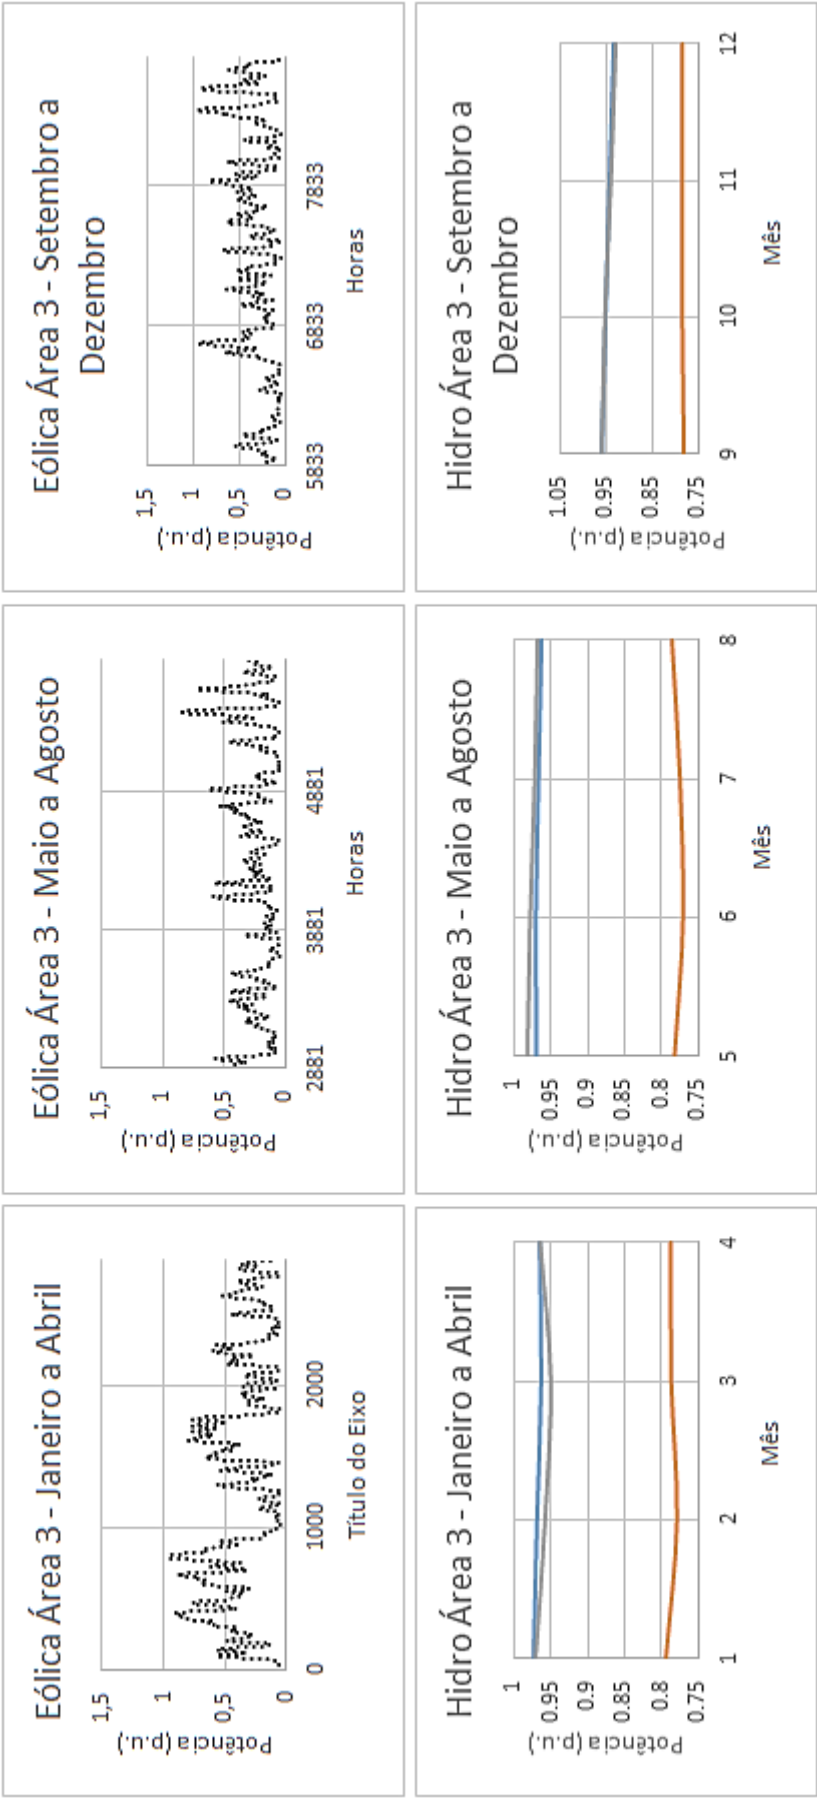 Eólica Área 3 - Janeiro a Abril
Potência (p.u.)
1,5
1
0,5
0
0
1000
2000
Título do Eixo
Eólica Área 3 - Maio a Agosto
Potência (p.u.)
1,5
1
0,5
0
2881
3881
4881
Horas
Eólica Área 3 - Setembro a
Dezembro
Potência (p.u.)
1,5
1
0,5
0
5833
6833
7833
Horas
Hidro Área 3 - Janeiro a Abril
Potência (p.u.)
1
0.95
0.9
0.85
0.8
0.75
1
2
3
4
Mês
Hidro Área 3 - Maio a Agosto
Potência (p.u.)
1
0.95
0.9
0.85
0.8
0.75
5
6
7
8
Mês
Hidro Área 3 - Setembro a
Dezembro
Potência (p.u.)
1.05
0.95
0.85
0.75
9
10
11
12
Mês